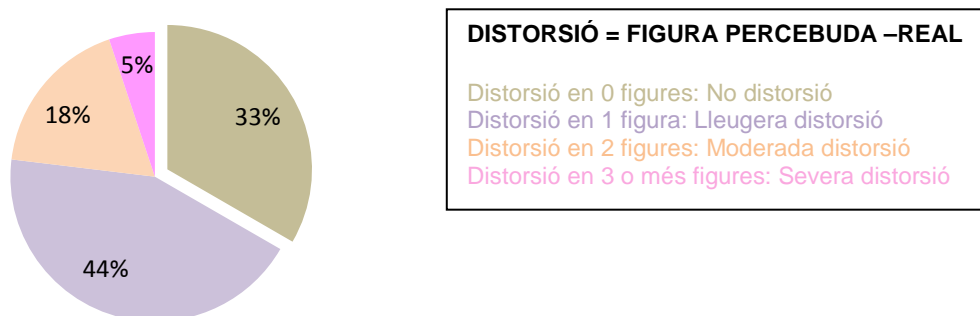 5%
33%
18%
44%
DISTORSIÓ = FIGURA PERCEBUDA –REAL
Distorsió en 0 figures: No distorsió
Distorsió en 1 figura: Lleugera distorsió
Distorsió en 2 figures: Moderada distorsió
Distorsió en 3 o més figures: Severa distorsió